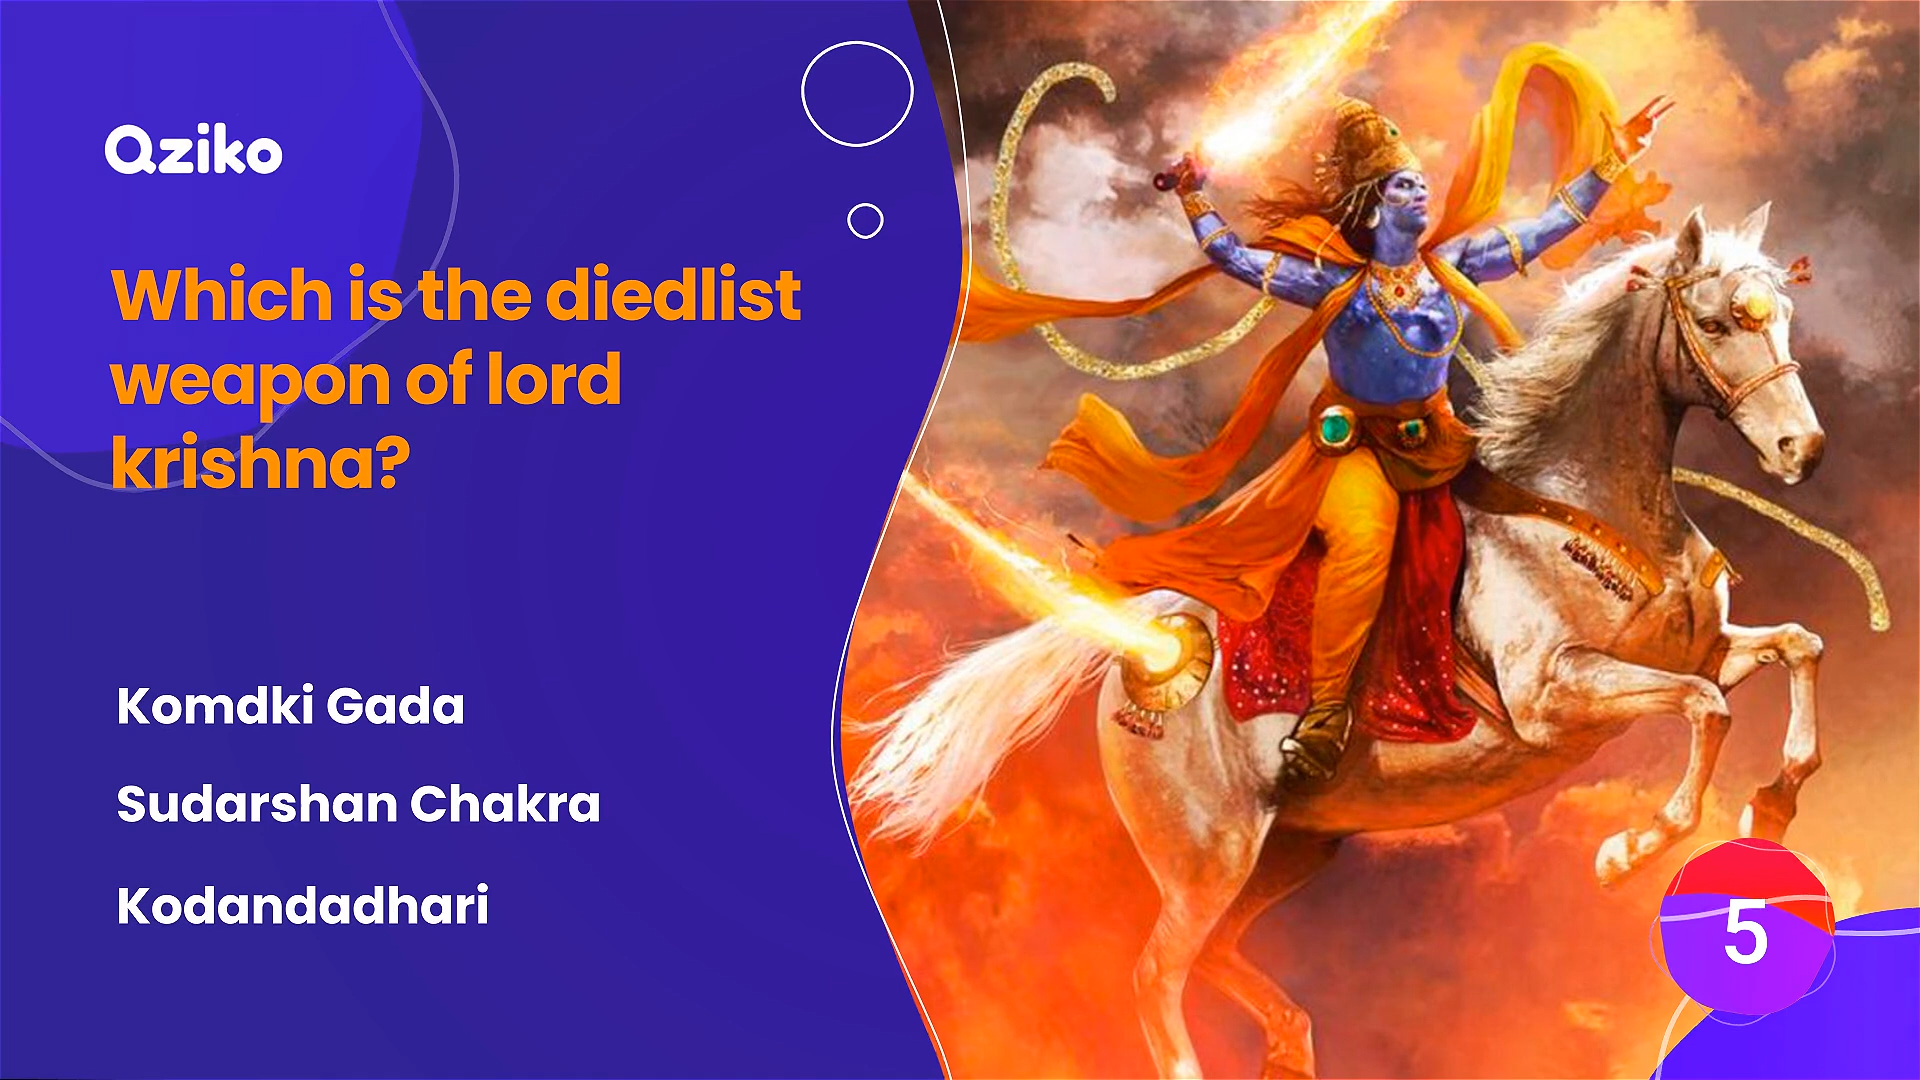 Qziko
Which is the diedlist
weapon of lord
krishna?
Komdki Gada
Sudarshan Chakra
Kodandadhari
5